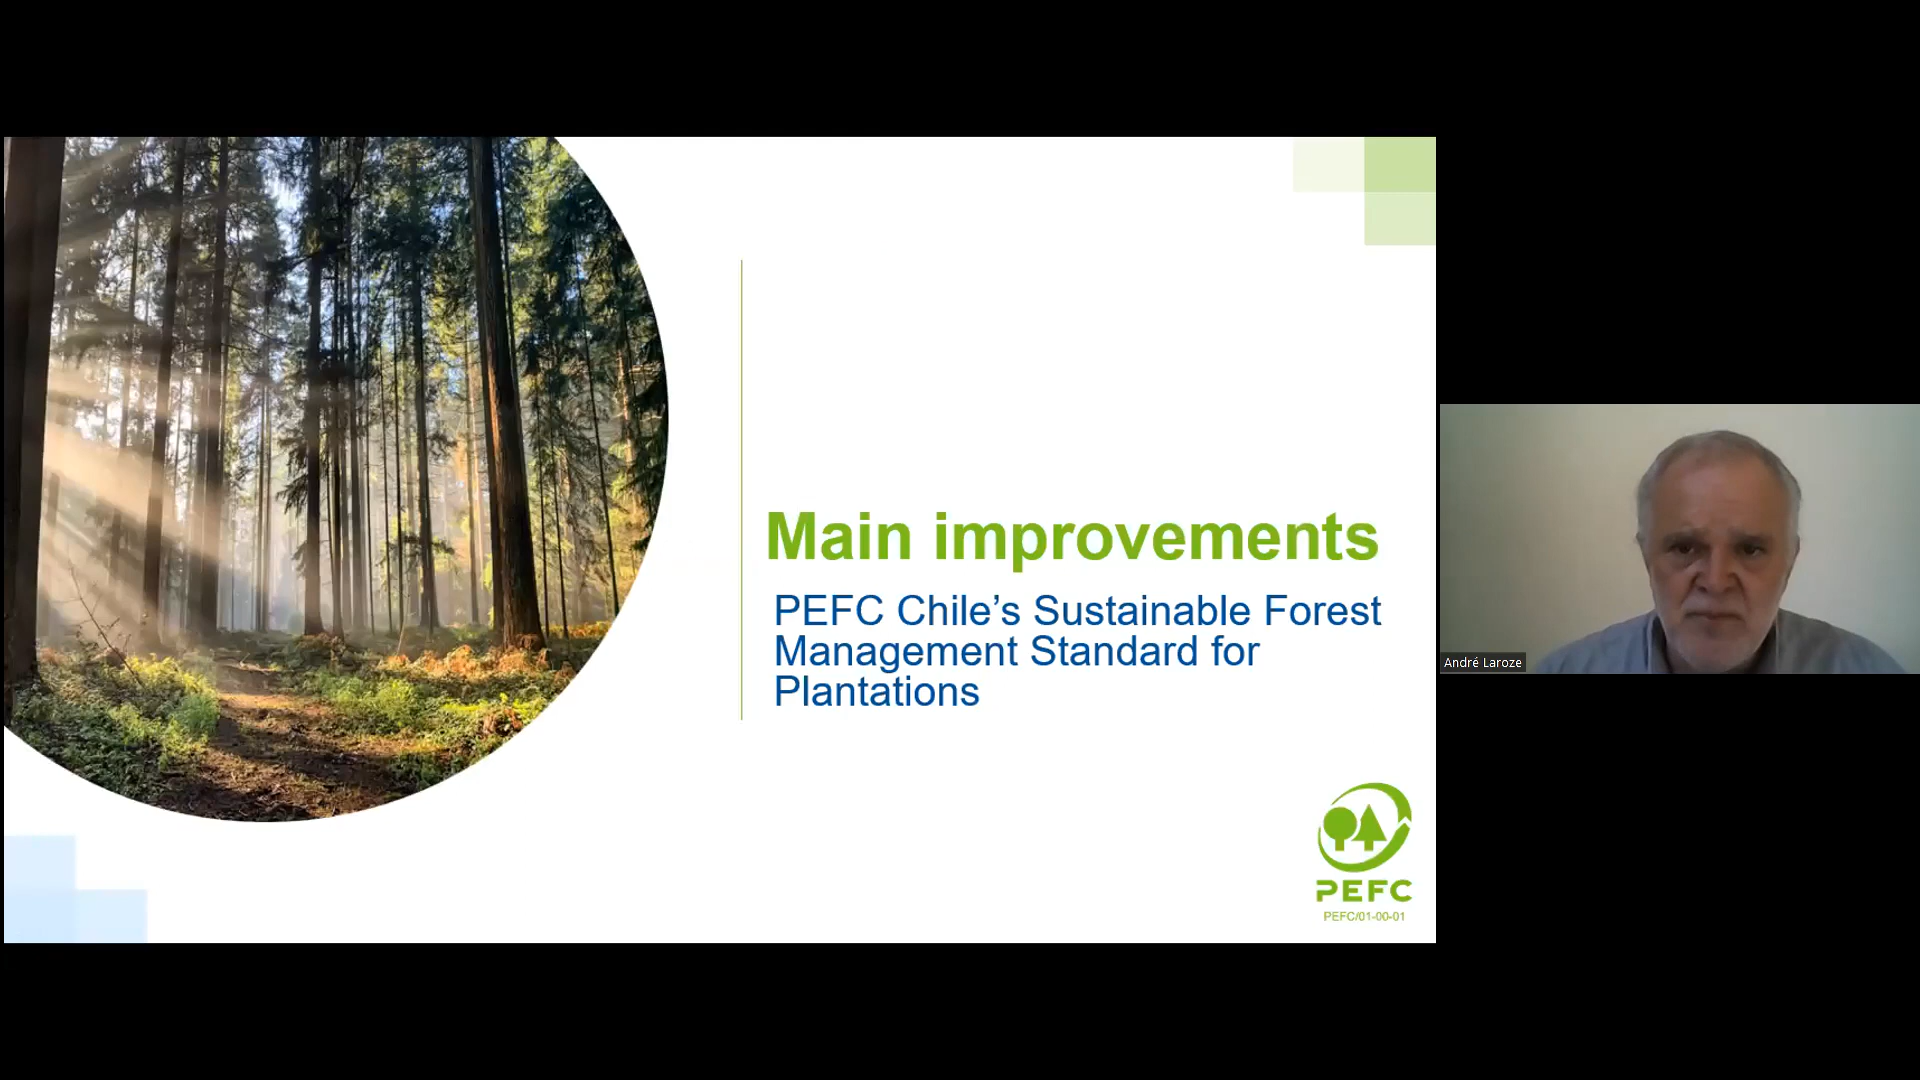 Main improvements
PEFC Chile’s Sustainable Forest
Management Standard for
Plantations
PEFC
PEFC/01-00-01
André Laroze